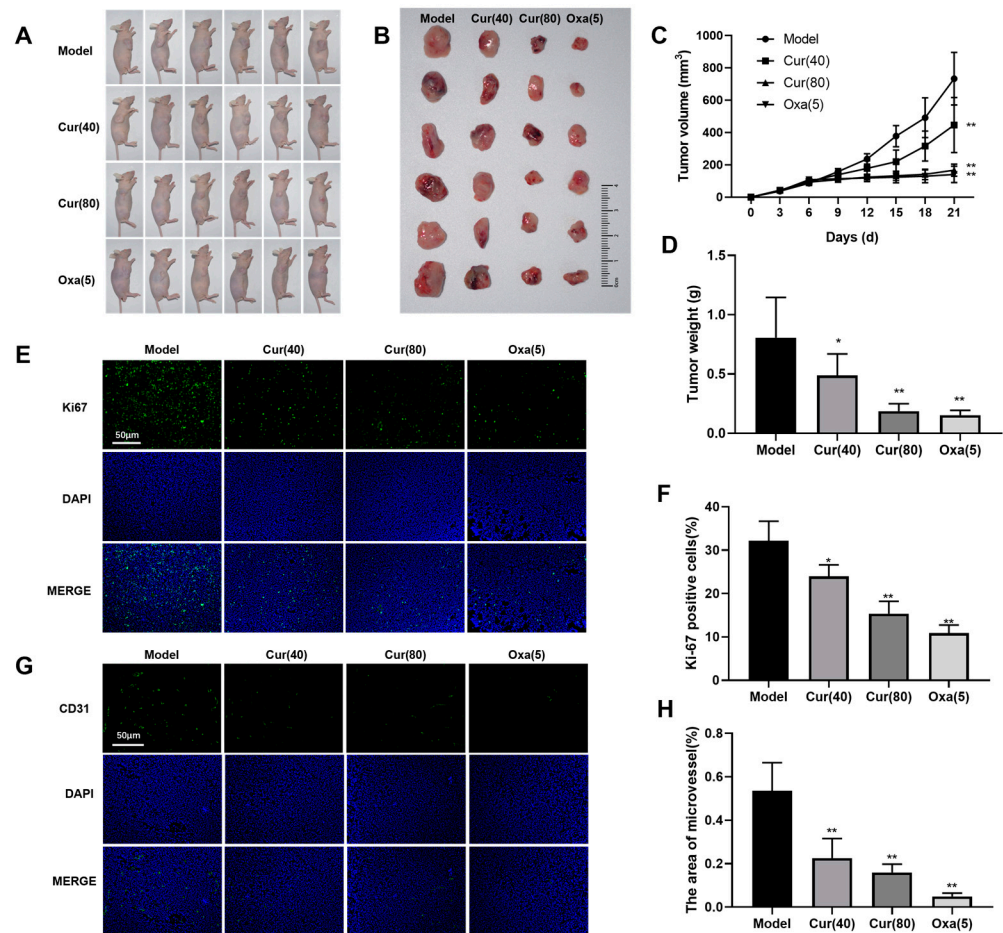 A
Model
Cur(40)
Cur(80)
Oxa(5)
B
Model Cur(40) Cur(80) Oxa(5)
4
3
2
1
0cm
C
Model
Cur(40)
Cur(80)
Oxa(5)
Tumor volume (mm³)
1000
800
600
400
200
0
**
**
**
0 3 6 9 12 15 18 21
Days (d)
D
Tumor weight (g)
1.5
1.0
0.5
0.0
*
**
**
Model Cur(40) Cur(80) Oxa(5)
E
Model Cur(40) Cur(80) Oxa(5)
Ki67
50μm
DAPI
MERGE
F
Ki-67 positive cells(%)
40
30
20
10
0
*
**
**
Model Cur(40) Cur(80) Oxa(5)
G
Model Cur(40) Cur(80) Oxa(5)
CD31
50μm
DAPI
MERGE
H
The area of microvessel(%)
0.8
0.6
0.4
0.2
0.0
**
**
**
Model Cur(40) Cur(80) Oxa(5)